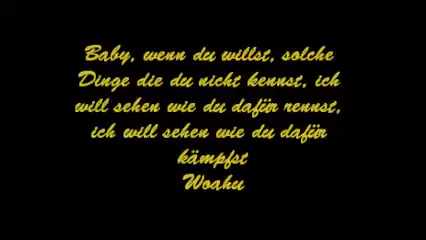 Baby, wenn du willst, solche
Dinge die du nicht kennst, ich
will sehen wie du dafür rennst,
ich will sehen wie du dafür
kämpfst
Woahu